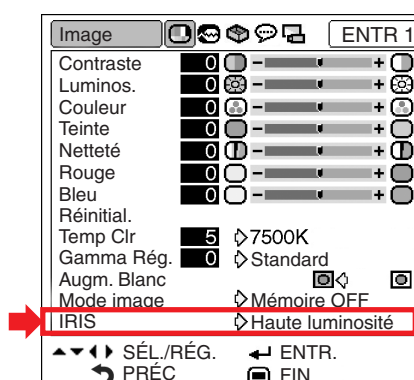 Image ENTR 1
Contraste 0 - +
Luminos. 0 - +
Couleur 0 - +
Teinte 0 - +
Netteté 0 - +
Rouge 0 - +
Bleu 0 - +
Réinitial.
Temp Clr 5 7500K
Gamma Rég. 0 Standard
Augm. Blanc
Mode image Mémoire OFF
IRIS Haute luminosité
SÉL./RÉG. ENTR.
PRÉC FIN